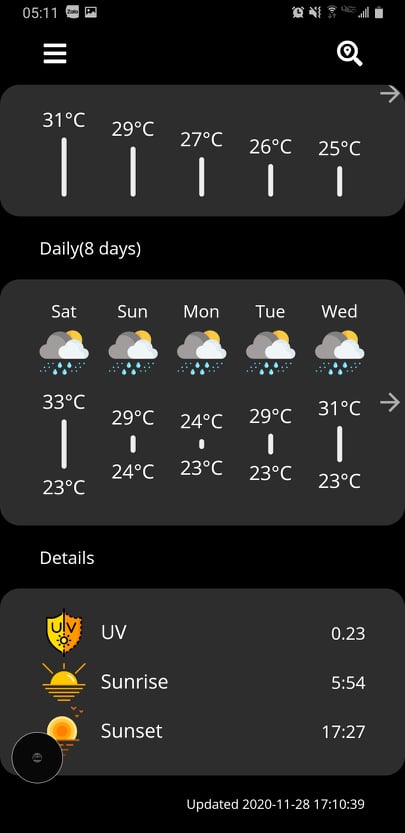 05:11 Zalo
31°C 29°C 27°C 26°C 25°C
Daily(8 days)
Sat Sun Mon Tue Wed
33°C 29°C 24°C 29°C 31°C
23°C 24°C 23°C 23°C 23°C
Details
UV UV 0.23
Sunrise 5:54
Sunset 17:27
Updated 2020-11-28 17:10:39